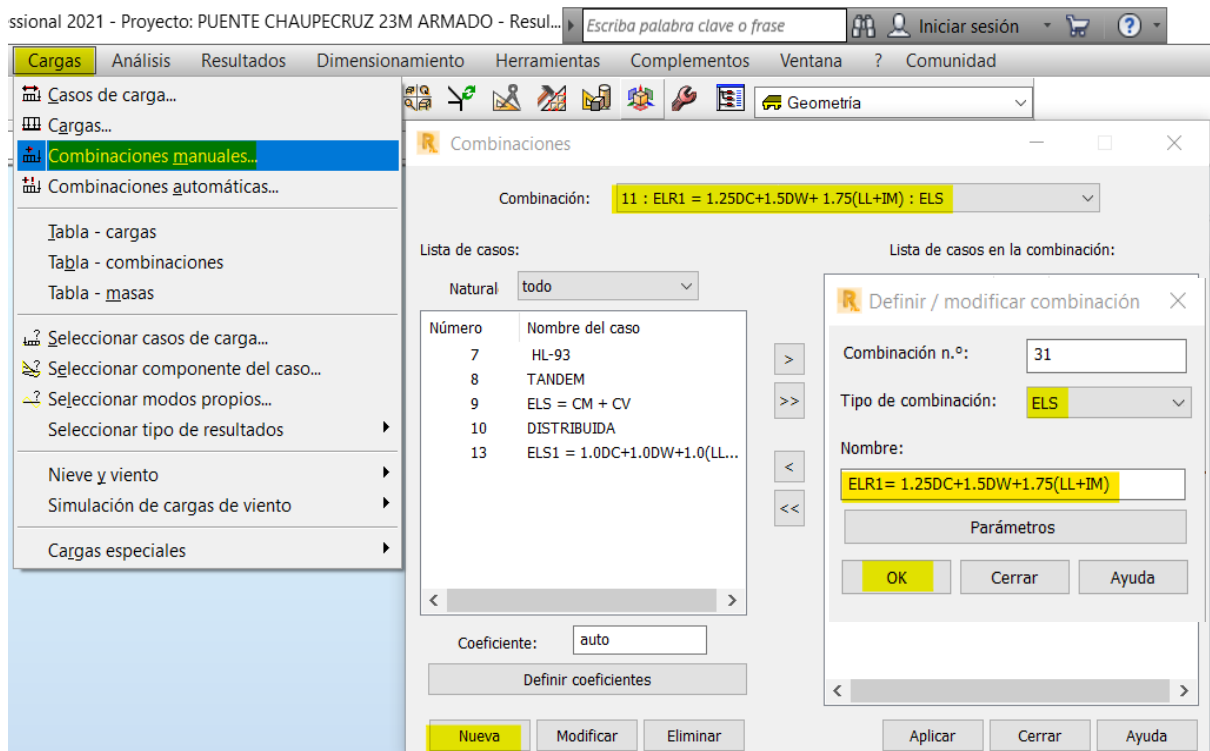 ssional 2021 - Proyecto: PUENTE CHAUPECRUZ 23M ARMADO - Resul...
Escriba palabra clave o frase
Iniciar sesión
?
Cargas Análisis Resultados Dimensionamiento Herramientas Complementos Ventana ? Comunidad
Casos de carga...
Cargas...
Combinaciones manuales...
Combinaciones automáticas...
Tabla - cargas
Tabla - combinaciones
Tabla - masas
Seleccionar casos de carga...
Seleccionar componente del caso...
Seleccionar modos propios...
Seleccionar tipo de resultados
Nieve y viento
Simulación de cargas de viento
Cargas especiales
Geometría
Combinaciones
Combinación: 11 : ELR1 = 1.25DC+1.5DW+ 1.75(LL+IM) : ELS
Lista de casos:
Natural todo
Número Nombre del caso
7 HL-93
8 TANDEM
9 ELS = CM + CV
10 DISTRIBUIDA
13 ELS1 = 1.0DC+1.0DW+1.0(LL...
>
>>
<
<<
Coeficiente: auto
Definir coeficientes
Nueva Modificar Eliminar
Lista de casos en la combinación:
Definir / modificar combinación
Combinación n.º: 31
Tipo de combinación: ELS
Nombre:
ELR1= 1.25DC+1.5DW+1.75(LL+IM)
Parámetros
OK Cerrar Ayuda
Aplicar Cerrar Ayuda